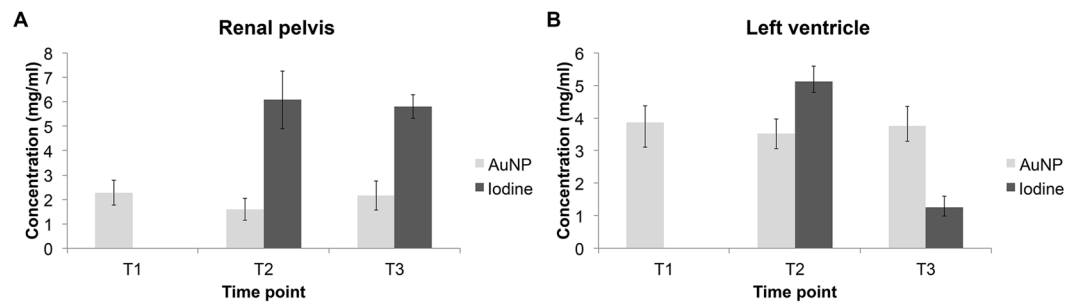 A
Renal pelvis
Concentration (mg/ml)
8
7
6
5
4
3
2
1
0
T1
T2
T3
Time point
AuNP
Iodine
B
Left ventricle
Concentration (mg/ml)
6
5
4
3
2
1
0
T1
T2
T3
Time point
AuNP
Iodine